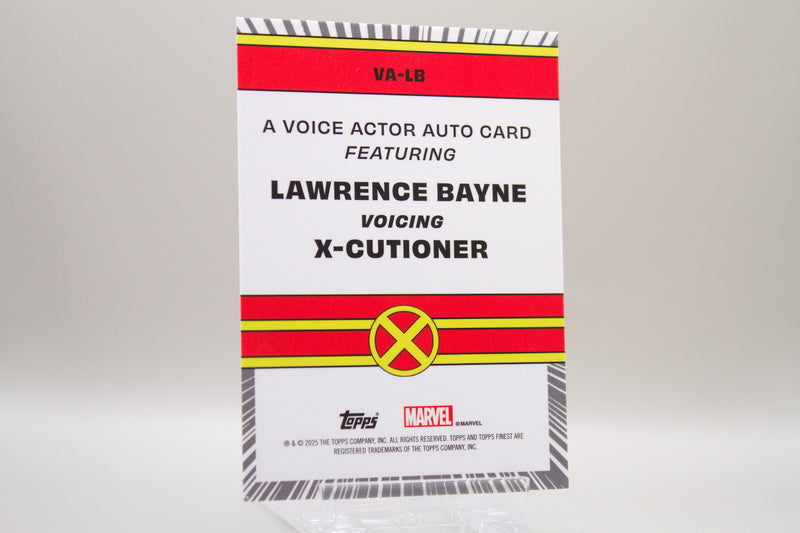 VA-LB
A VOICE ACTOR AUTO CARD
FEATURING
LAWRENCE BAYNE
VOICING
X-CUTIONER
X
Topps®
MARVEL © MARVEL
® & © 2025 THE TOPPS COMPANY, INC. ALL RIGHTS RESERVED. TOPPS AND TOPPS FINEST ARE
REGISTERED TRADEMARKS OF THE TOPPS COMPANY, INC.